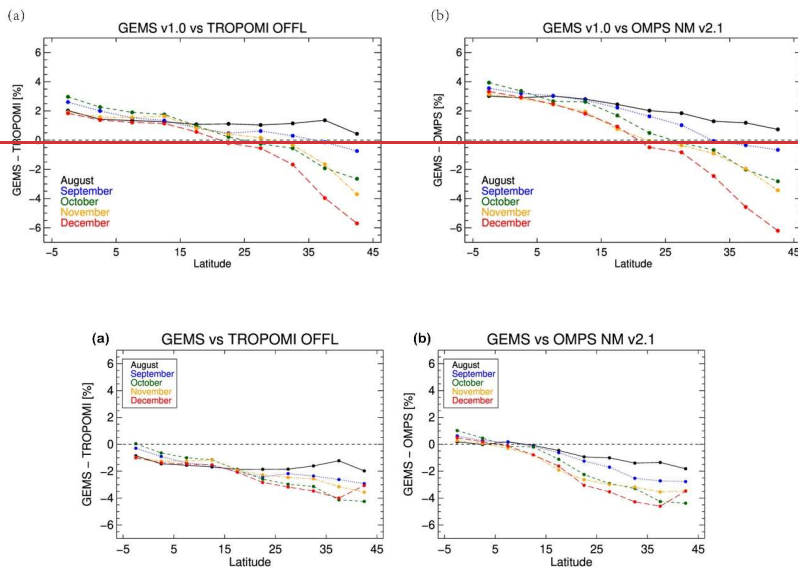 (a)
GEMS v1.0 vs TROPOMI OFFL
6
4
2
0
-2
-4
-6
GEMS - TROPOMI [%]
August
September
October
November
December
-5 5 15 25 35 45
Latitude
(b)
GEMS v1.0 vs OMPS NM v2.1
6
4
2
0
-2
-4
-6
GEMS - OMPS [%]
August
September
October
November
December
-5 5 15 25 35 45
Latitude
(a)
GEMS vs TROPOMI OFFL
6
4
2
0
-2
-4
-6
GEMS - TROPOMI [%]
August
September
October
November
December
-5 5 15 25 35 45
Latitude
(b)
GEMS vs OMPS NM v2.1
6
4
2
0
-2
-4
-6
GEMS - OMPS [%]
August
September
October
November
December
-5 5 15 25 35 45
Latitude